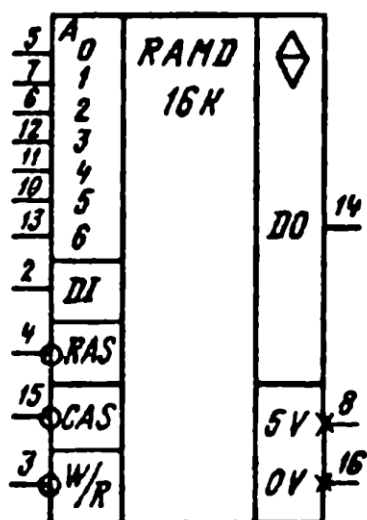 5 A 0 RAMD
7 1 16K
6 2
12 3
11 4
10 5
13 6
DO 14
2 DI
4 RAS
15 CAS
5V 8
3 W/R
0V 16